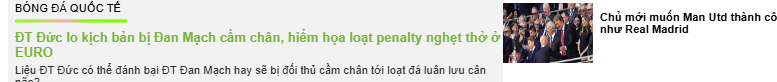 BÓNG ĐÁ QUỐC TẾ
ĐT Đức lo kịch bản bị Đan Mạch cầm chân, hiểm họa loạt penalty nghẹt thở ở
EURO
Liệu ĐT Đức có thể đánh bại ĐT Đan Mạch hay sẽ bị đối thủ cầm chân tới loạt đá luân lưu cân
não?
Chủ mới muốn Man Utd thành cô
như Real Madrid